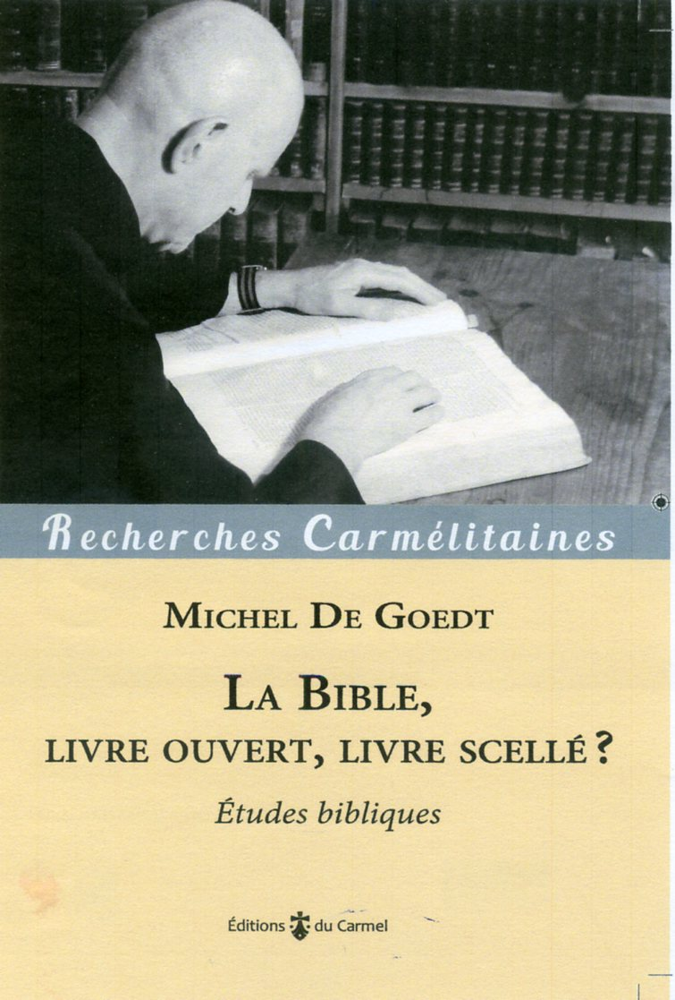 Recherches Carmélitaines
Michel De Goedt
La Bible,
livre ouvert, livre scellé ?
Études bibliques
Éditions du Carmel